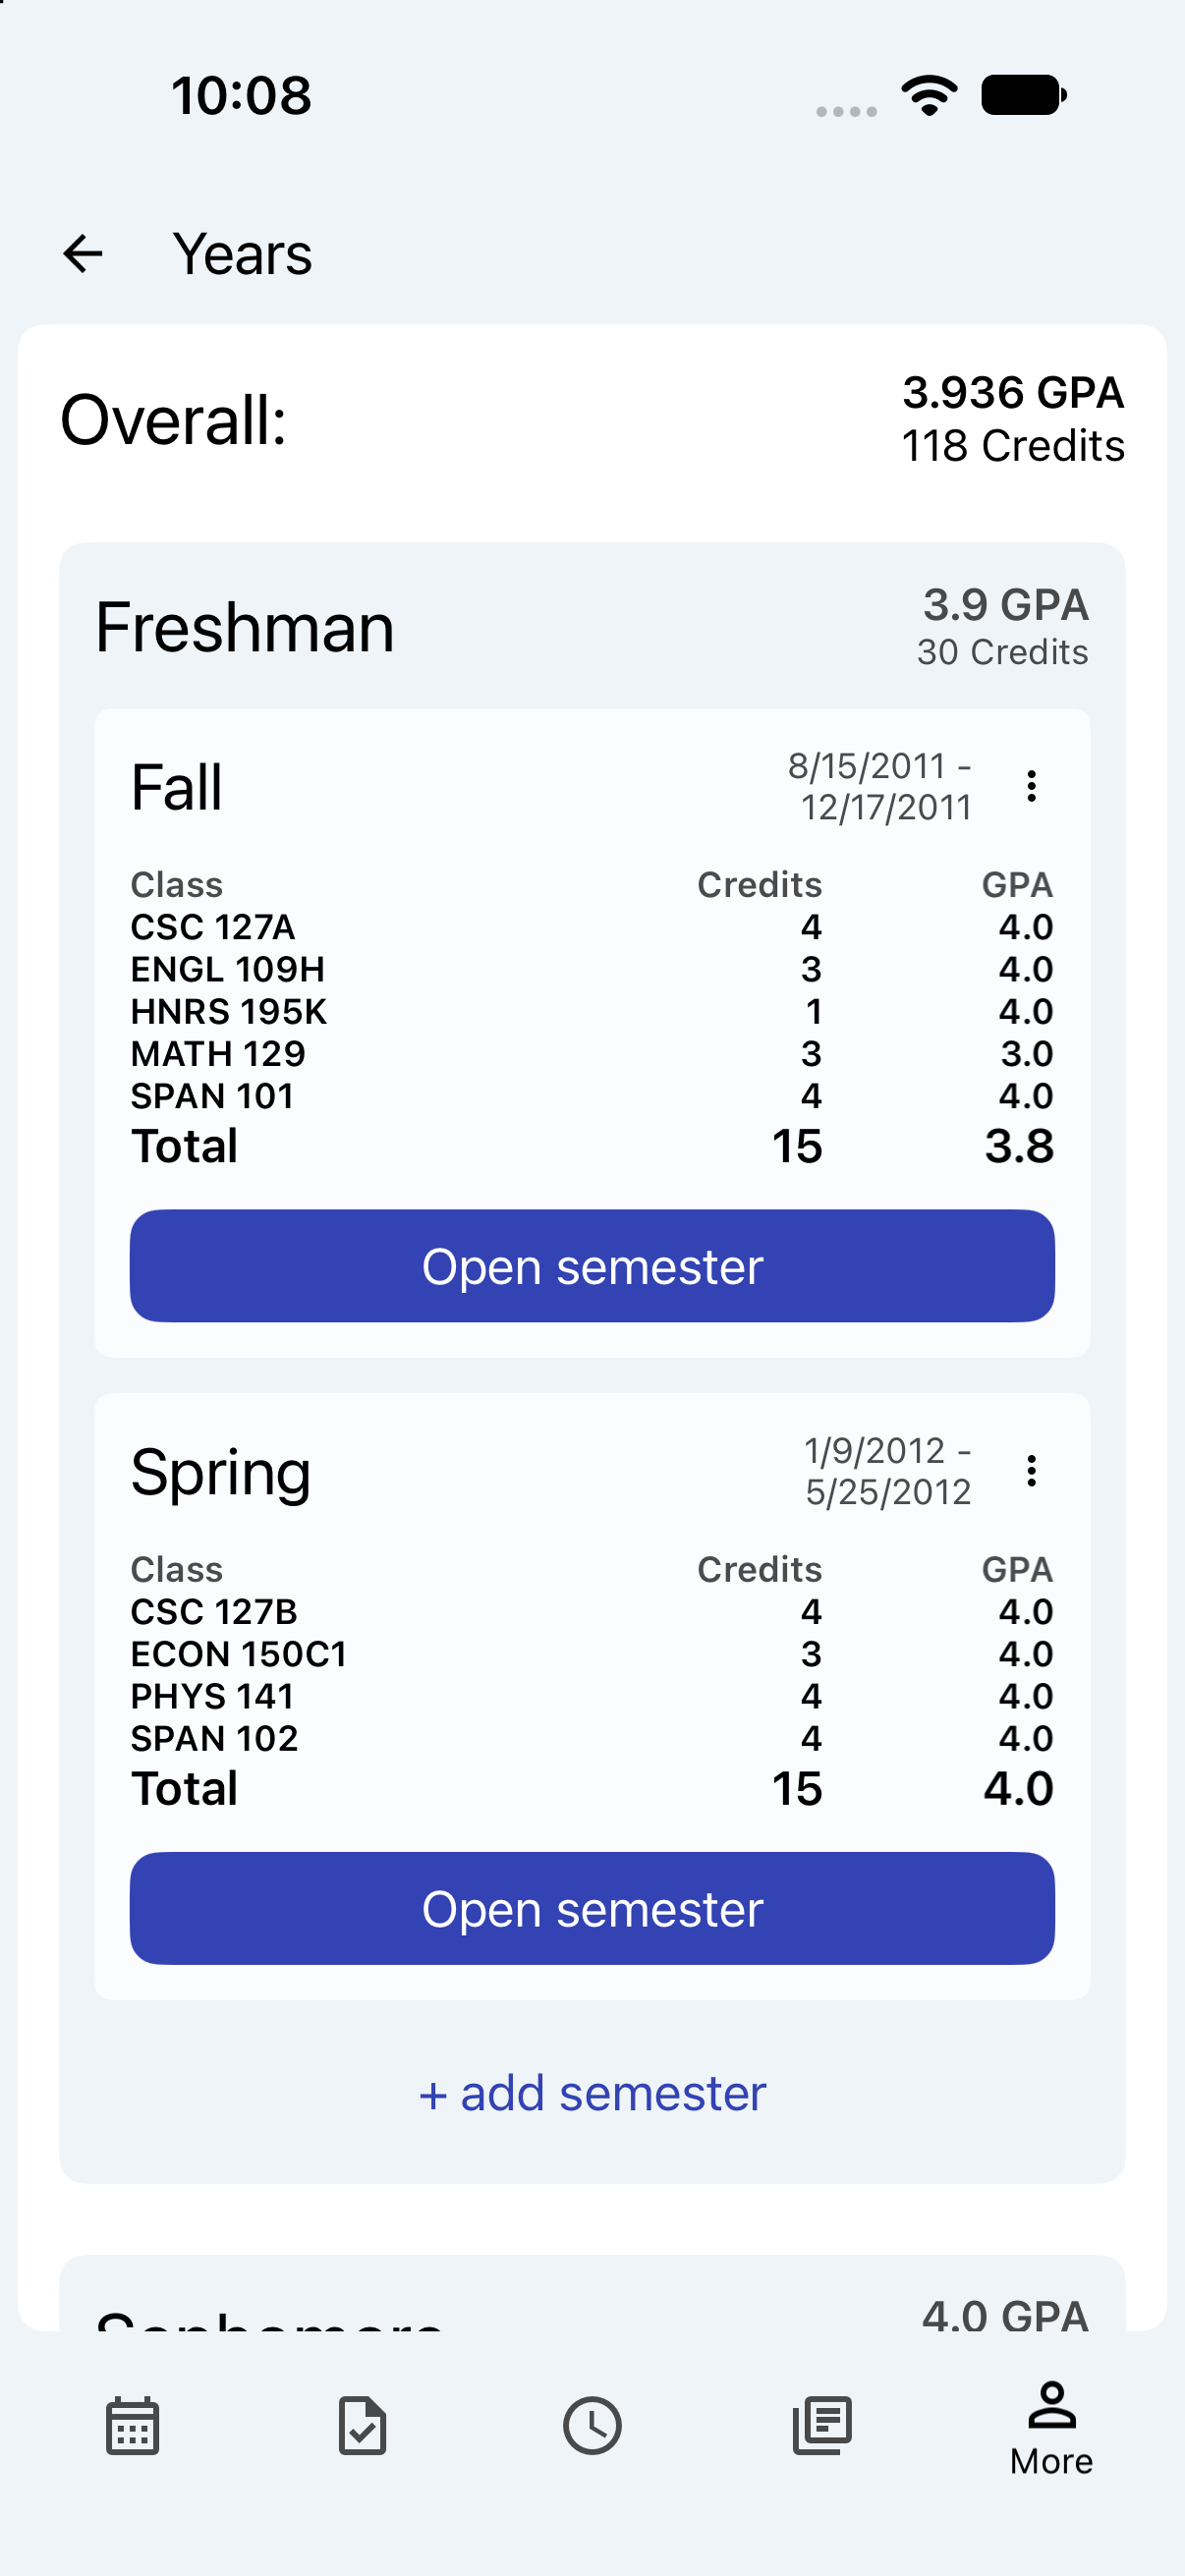 10:08
Years
Overall:
3.936 GPA
118 Credits
Freshman
3.9 GPA
30 Credits
Fall
8/15/2011 -
12/17/2011
Class Credits GPA
CSC 127A 4 4.0
ENGL 109H 3 4.0
HNRS 195K 1 4.0
MATH 129 3 3.0
SPAN 101 4 4.0
Total 15 3.8
Open semester
Spring
1/9/2012 -
5/25/2012
Class Credits GPA
CSC 127B 4 4.0
ECON 150C1 3 4.0
PHYS 141 4 4.0
SPAN 102 4 4.0
Total 15 4.0
Open semester
+ add semester
Sophomore
4.0 GPA
More